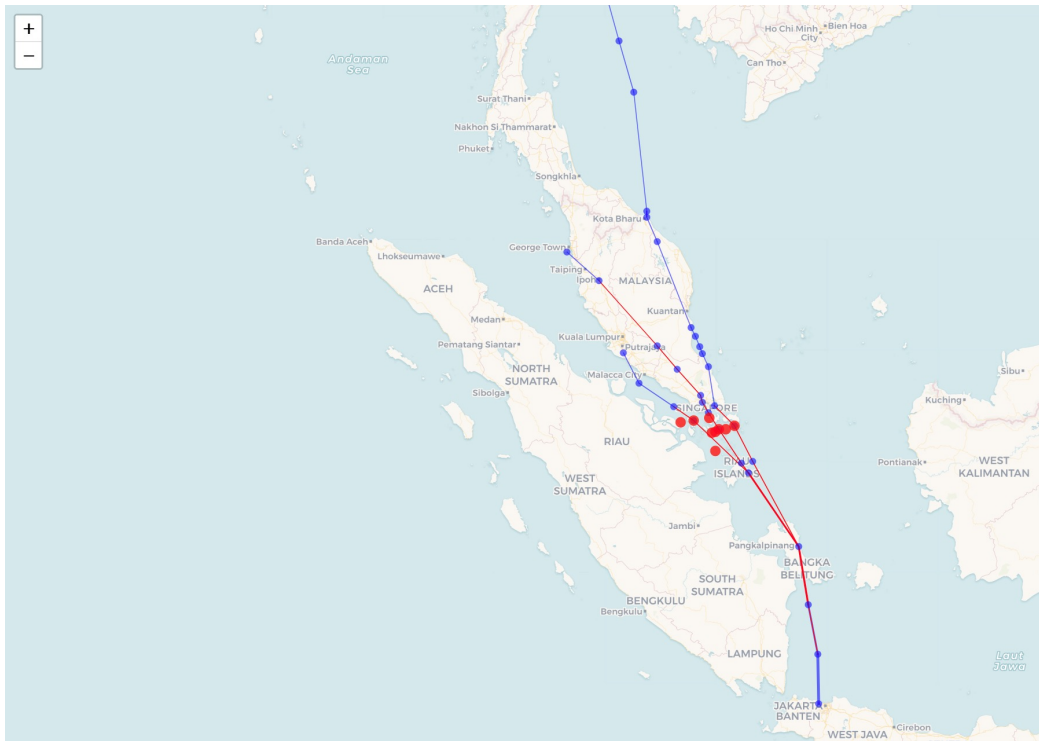 +
−
Ho Chi Minh
City
Bien Hoa
Andaman
Sea
Can Tho
Surat Thani
Nakhon Si Thammarat
Phuket
Songkhla
Kota Bharu
Banda Aceh
George Town
Lhokseumawe
Taiping
Ipoh
MALAYSIA
ACEH
Kuantan
Medan
Kuala Lumpur
Pematang Siantar
Putrajaya
NORTH
SUMATRA
Malacca City
Sibu
Sibolga
Kuching
SINGAPORE
RIAU
RIAU
ISLANDS
Pontianak
WEST
KALIMANTAN
WEST
SUMATRA
Jambi
Pangkalpinang
BANGKA
BELITUNG
SOUTH
SUMATRA
BENGKULU
Bengkulu
LAMPUNG
Laut
Jawa
JAKARTA
BANTEN
Cirebon
WEST JAVA